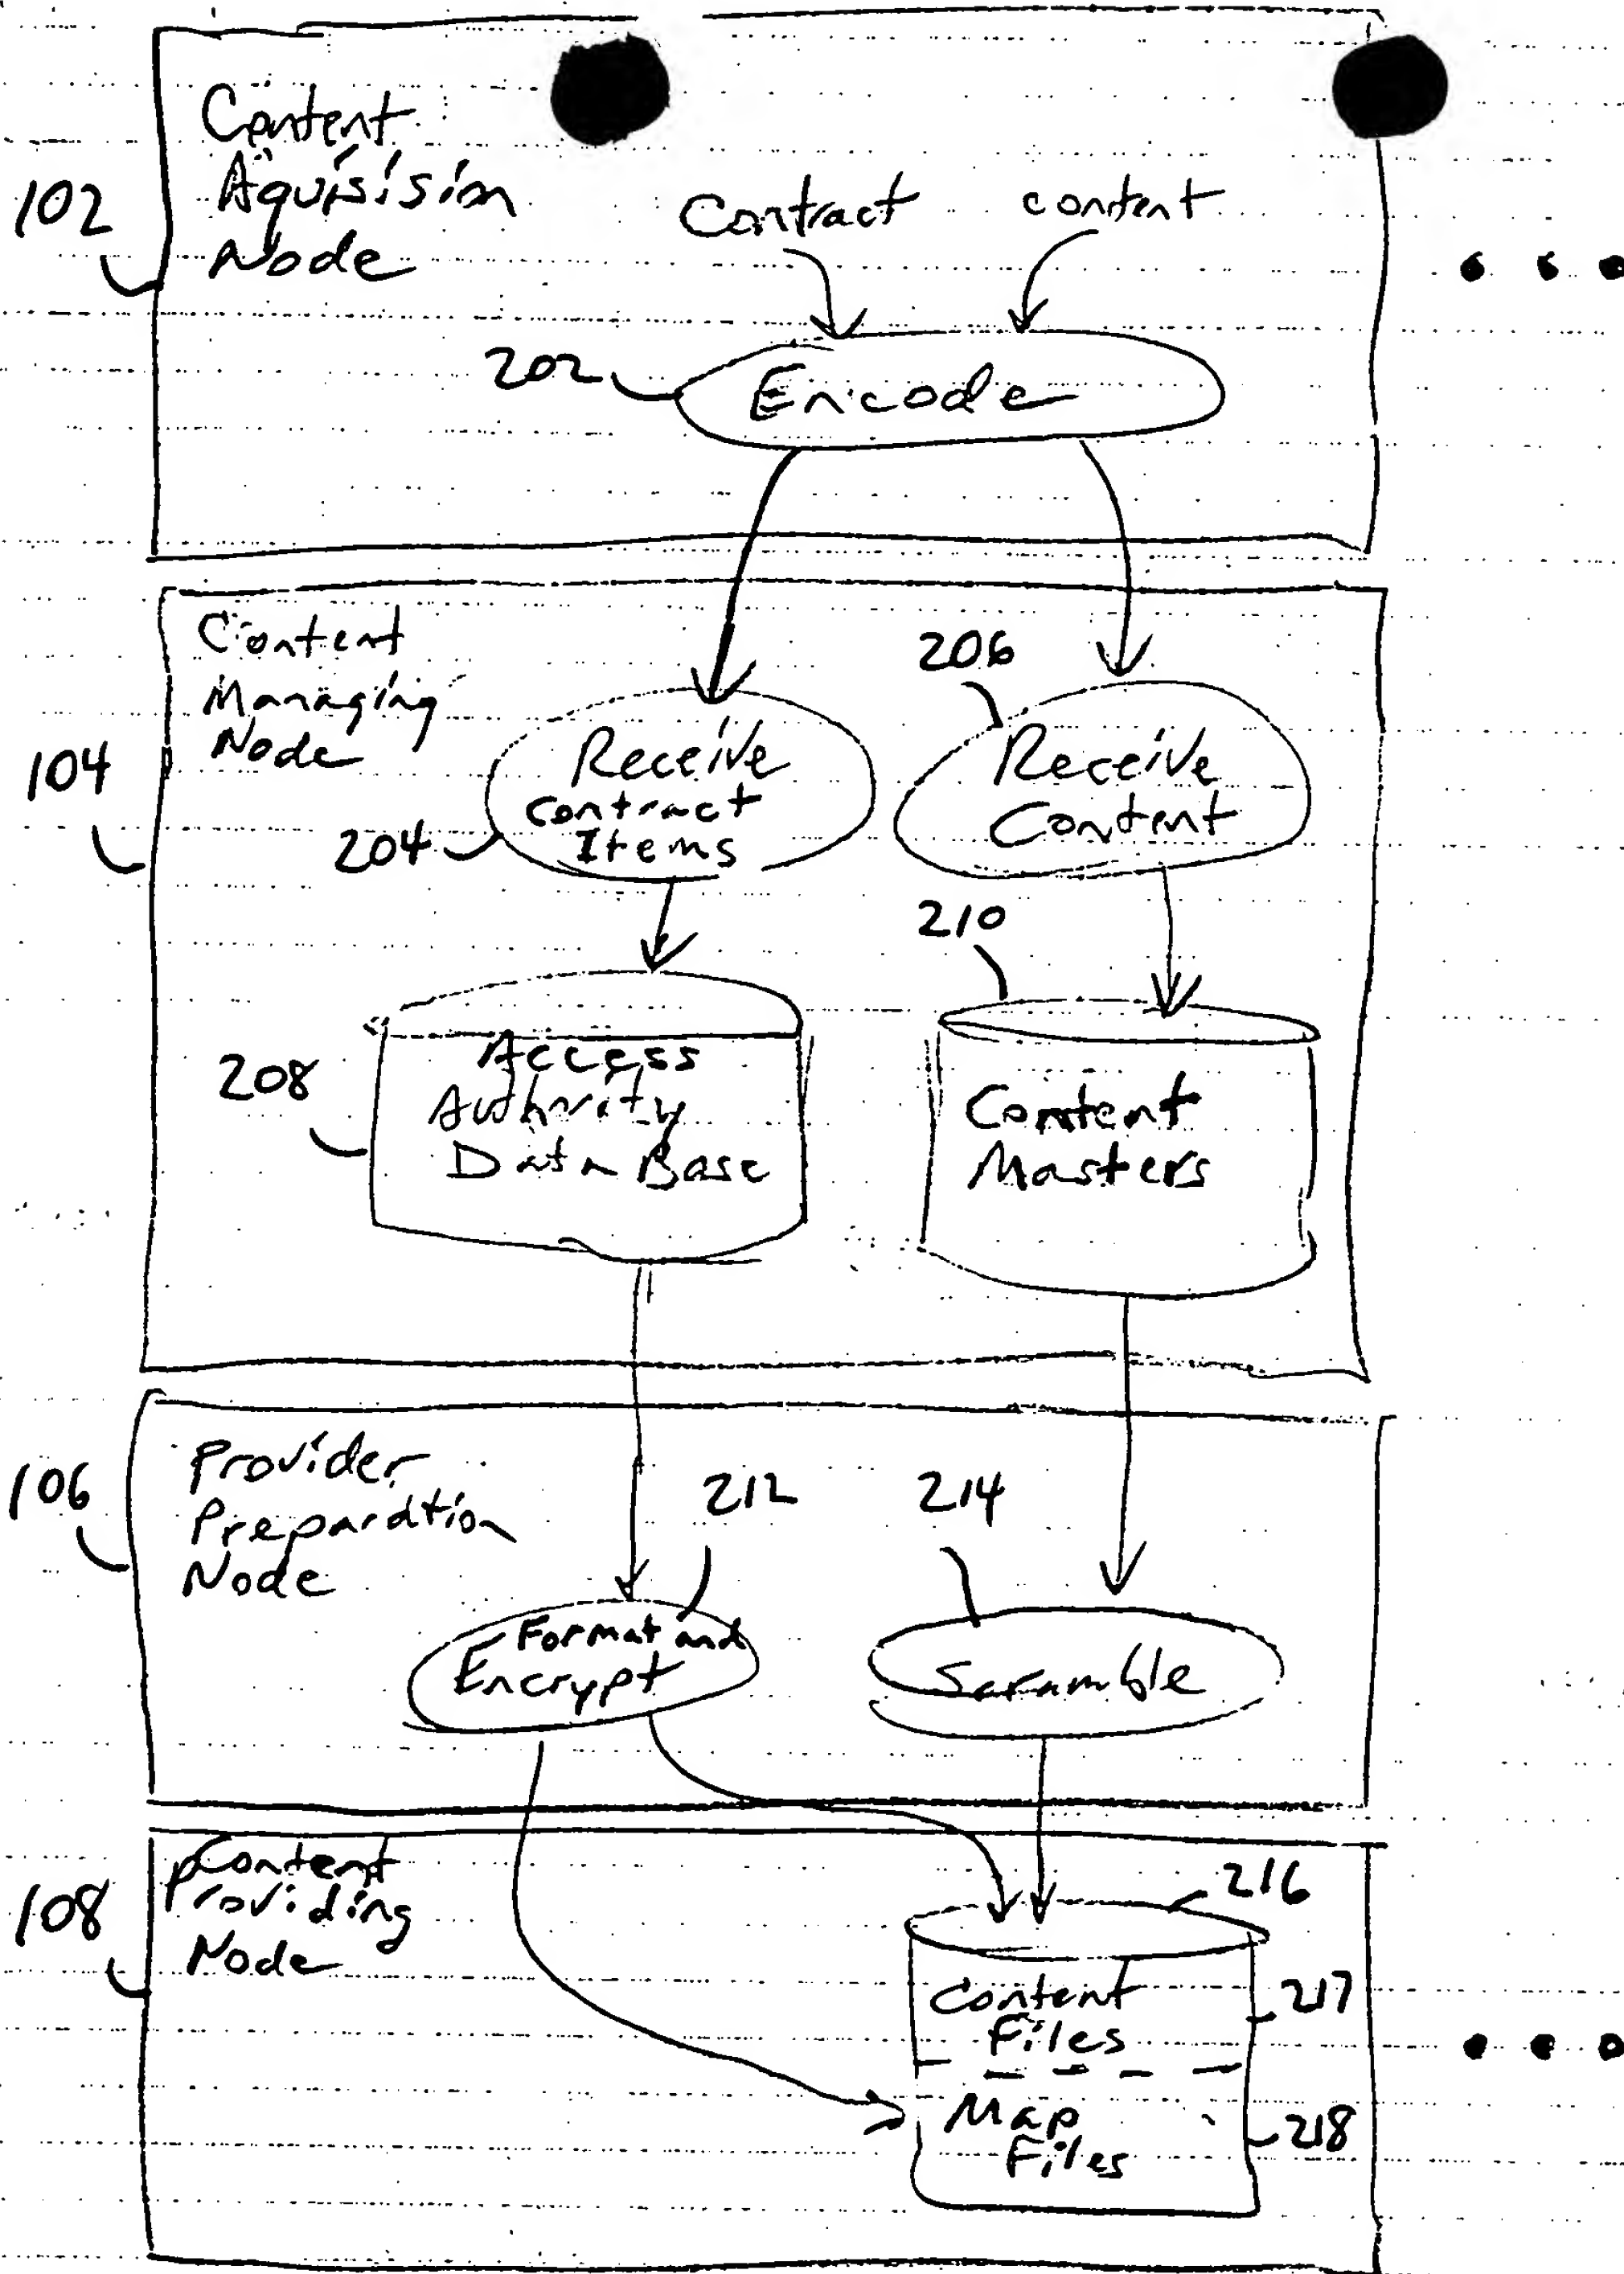 Content
Aquisision
Node
102
Contract
content
202
Encode
Content
Managing
Node
104
206
Receive
Contract
Items
204
Receive
Content
210
208
Access
Authority
Data Base
Content
Masters
Provider
Preparation
Node
106
212
214
Format and
Encrypt
Scramble
Content
Providing
Node
108
216
Content
Files
217
Map
Files
218